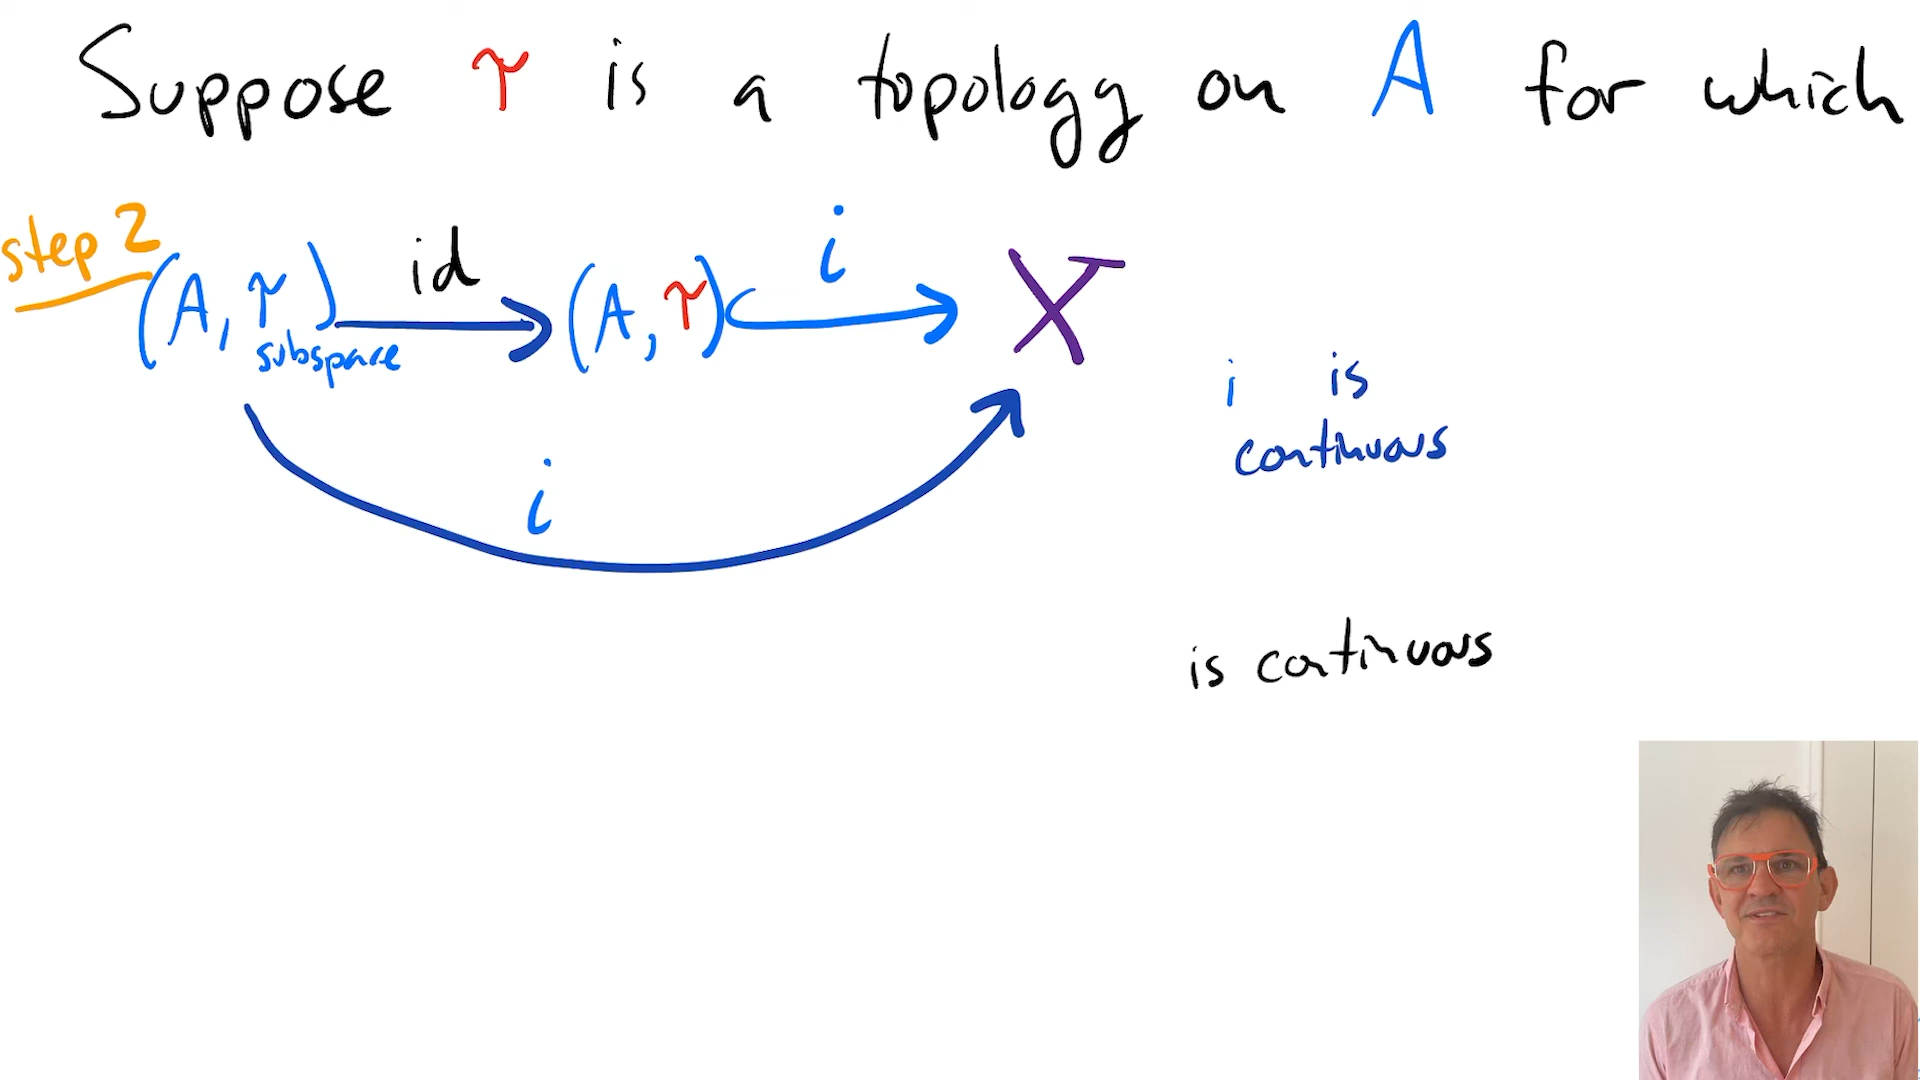 Suppose τ is a topology on A for which
step 2
(A, τ subspace) id (A, τ) i X
i is
continuous
i
is continuous